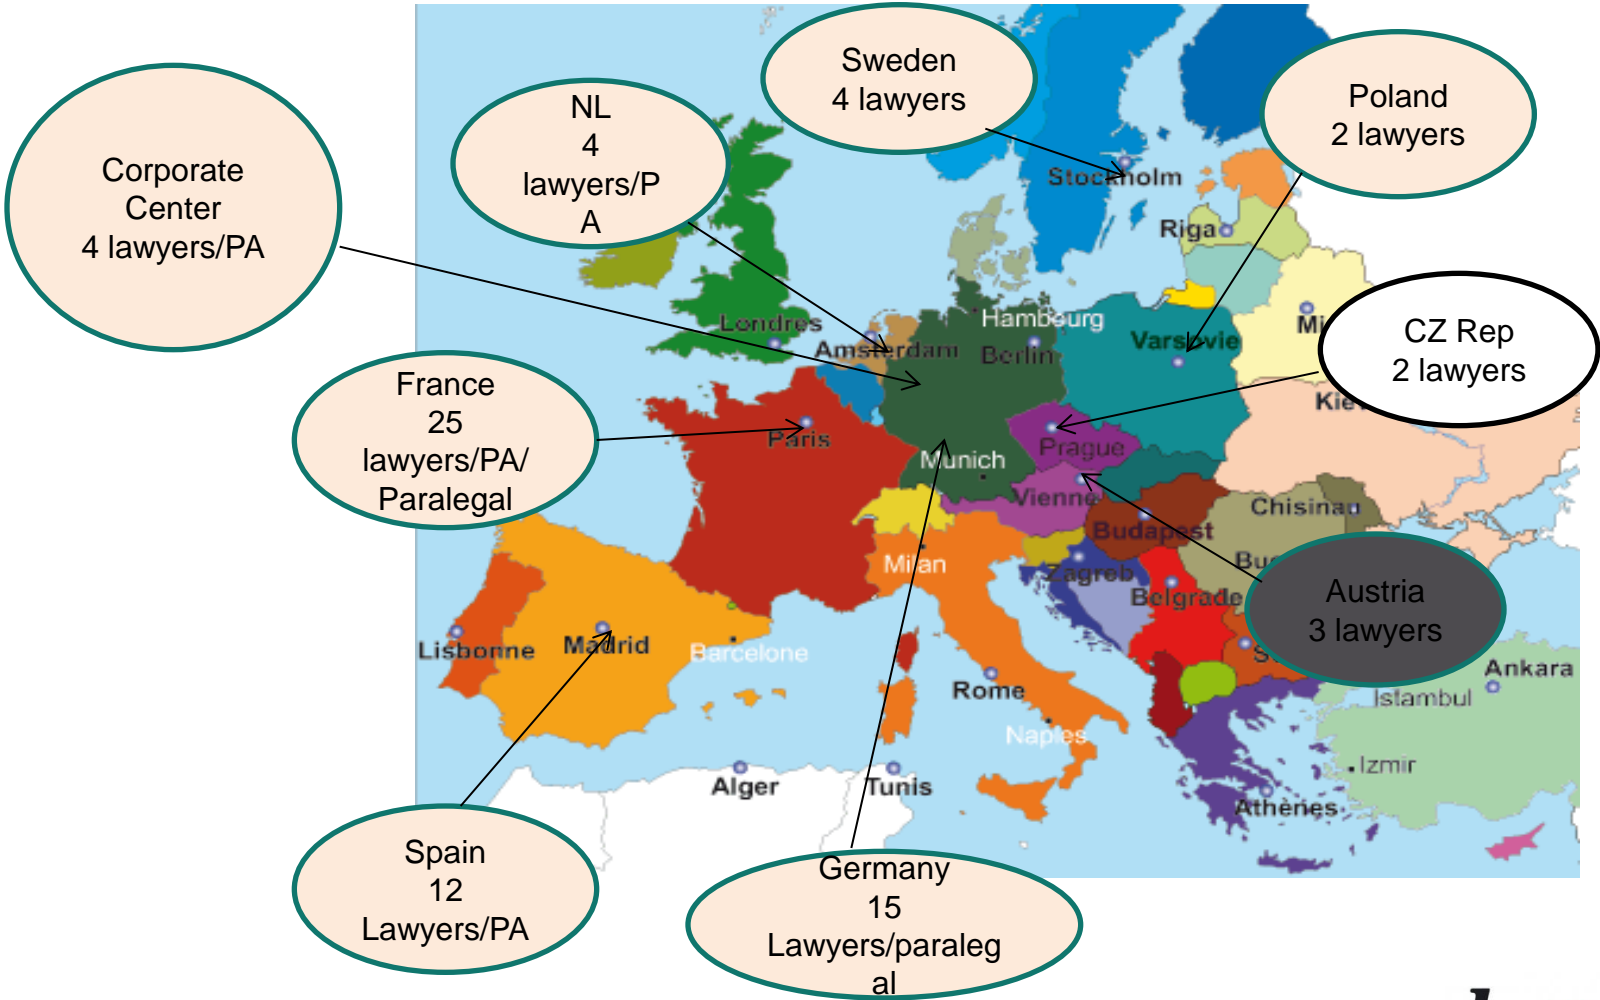 Sweden
4 lawyers
NL
4
lawyers/P
A
Poland
2 lawyers
Corporate
Center
4 lawyers/PA
Stockholm
Riga
CZ Rep
2 lawyers
Hambourg
Londres
Amsterdam
Berlin
Varsovie
France
25
lawyers/PA/
Paralegal
Paris
Prague
Munich
Vienne
Chisinau
Budapest
Milan
Zagreb
Belgrade
Austria
3 lawyers
Lisbonne
Madrid
Barcelone
Rome
Ankara
Istambul
Naples
Izmir
Alger
Tunis
Athènes
Spain
12
Lawyers/PA
Germany
15
Lawyers/paraleg
al